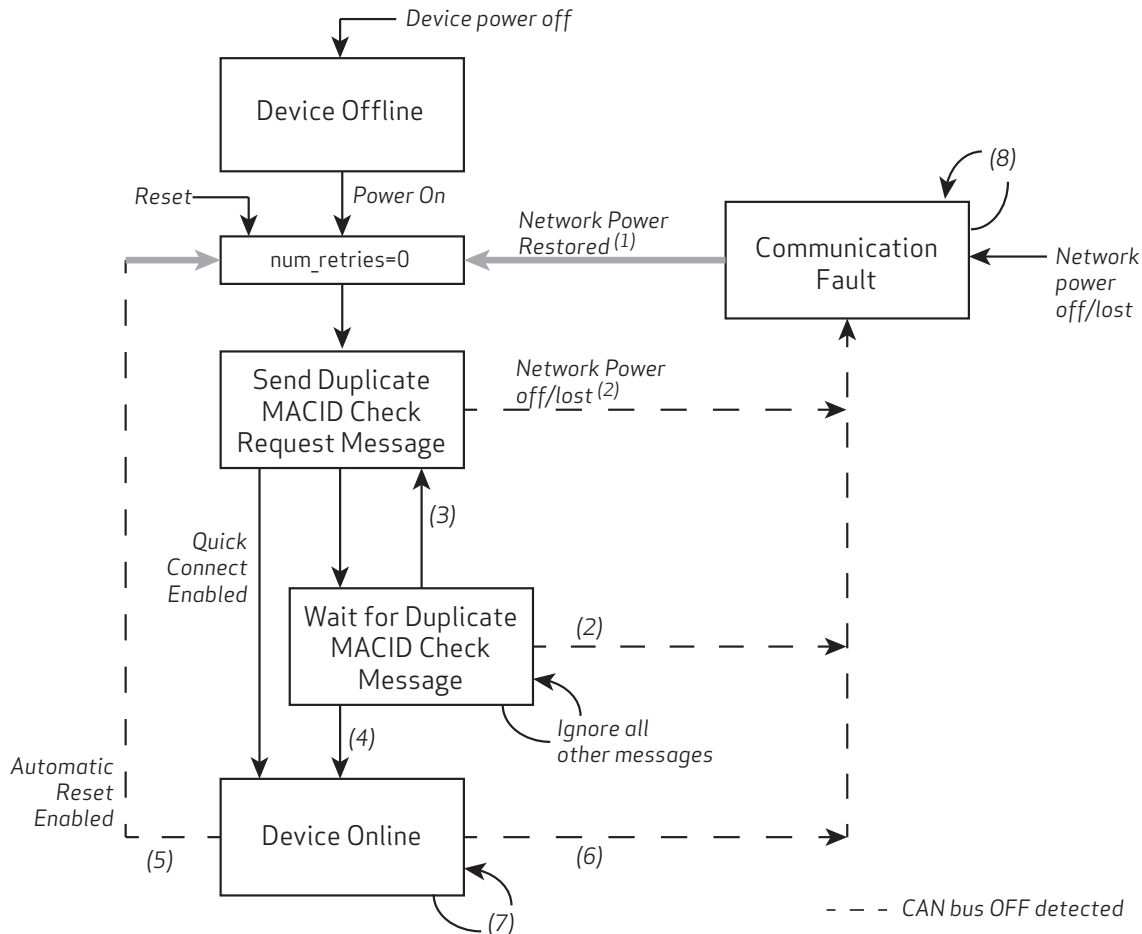 Device power off
Device Offline
Reset
Power On
(8)
Network Power
Restored (1)
num_retries=0
Communication
Fault
Network
power
off/lost
Send Duplicate
MACID Check
Request Message
Network Power
off/lost (2)
(3)
Quick
Connect
Enabled
Wait for Duplicate
MACID Check
Message
(2)
Ignore all
other messages
(4)
Automatic
Reset
Enabled
Device Online
(5)
(6)
(7)
CAN bus OFF detected